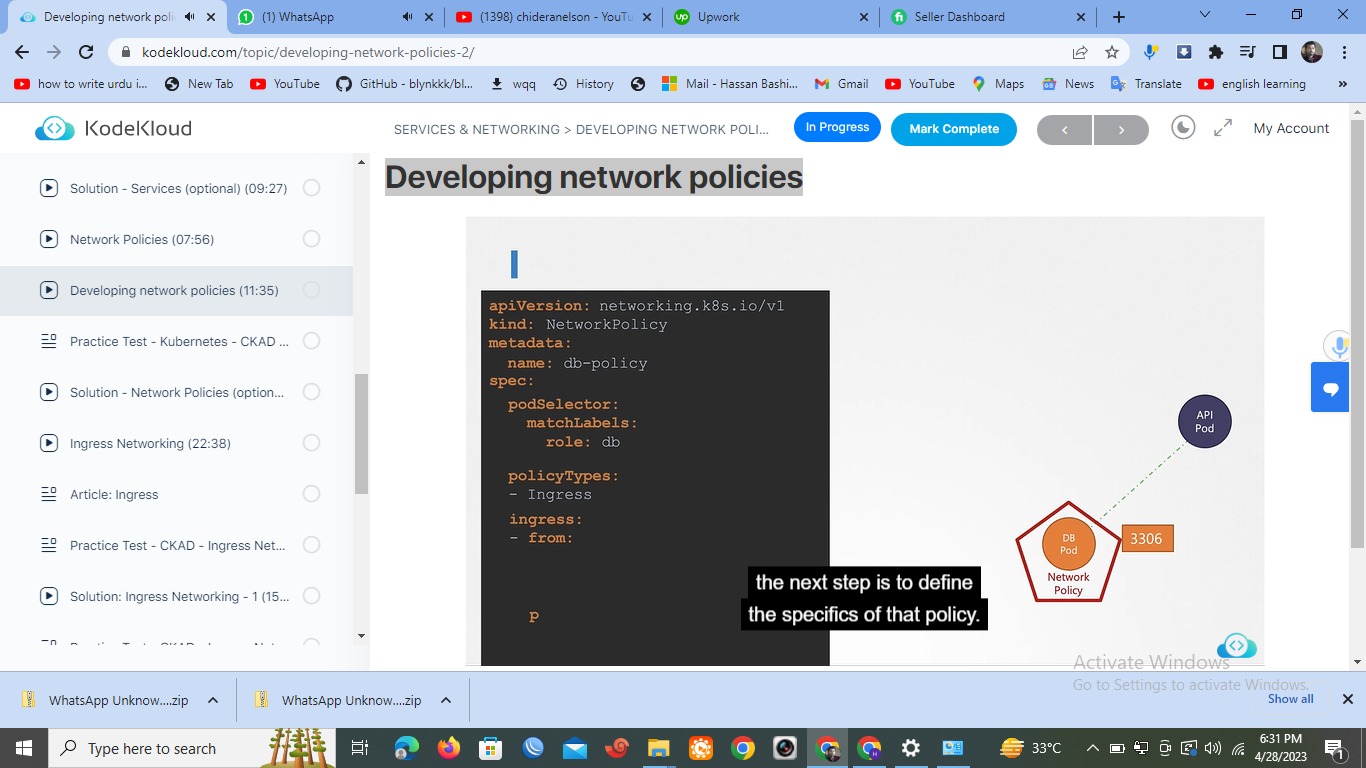 Developing network poli
(1) WhatsApp
(1398) chideranelson - YouTu
Upwork
Seller Dashboard
kodekloud.com/topic/developing-network-policies-2/
how to write urdu i...
New Tab
YouTube
GitHub - blynkkk/bl...
wqq
History
Mail - Hassan Bashi...
Gmail
YouTube
Maps
News
Translate
english learning
»
KodeKloud
SERVICES & NETWORKING > DEVELOPING NETWORK POLI...
In Progress
Mark Complete
My Account
Solution - Services (optional) (09:27)
Network Policies (07:56)
Developing network policies (11:35)
Practice Test - Kubernetes - CKAD ...
Solution - Network Policies (option...
Ingress Networking (22:38)
Article: Ingress
Practice Test - CKAD - Ingress Net...
Solution: Ingress Networking - 1 (15...
Developing network policies
apiVersion: networking.k8s.io/v1
kind: NetworkPolicy
metadata:
name: db-policy
spec:
podSelector:
matchLabels:
role: db
policyTypes:
- Ingress
ingress:
- from:
p
API
Pod
DB
Pod
3306
Network
Policy
the next step is to define
the specifics of that policy.
Activate Windows
Go to Settings to activate Windows.
WhatsApp Unknow....zip
WhatsApp Unknow....zip
Show all
Type here to search
33°C
6:31 PM
4/28/2023
1